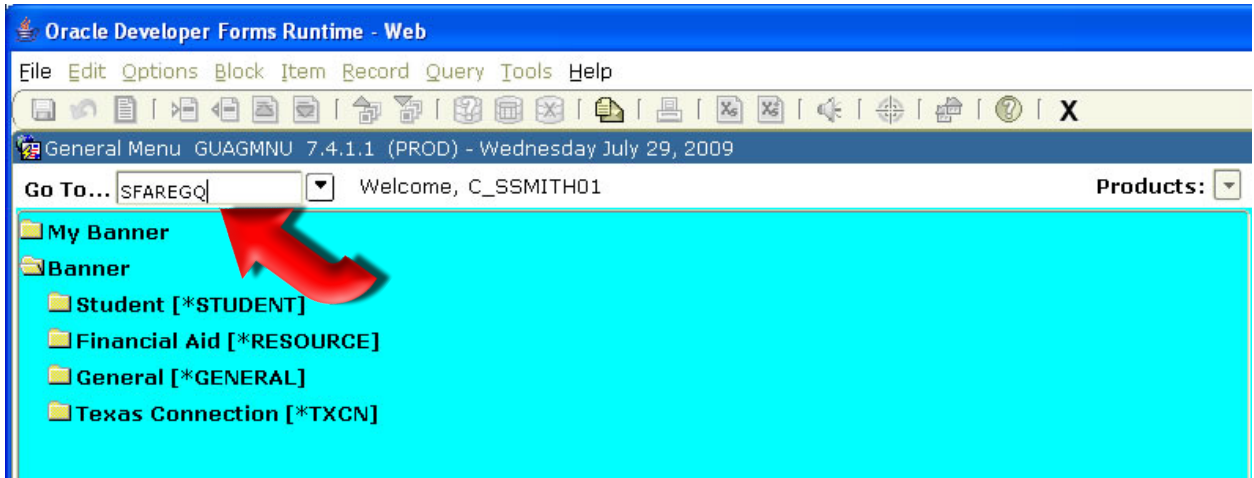 Oracle Developer Forms Runtime - Web
File Edit Options Block Item Record Query Tools Help
X
General Menu GUAGMNU 7.4.1.1 (PROD) - Wednesday July 29, 2009
Go To... SFAREGQ Welcome, C_SSMITH01 Products:
My Banner
Banner
Student [*STUDENT]
Financial Aid [*RESOURCE]
General [*GENERAL]
Texas Connection [*TXCN]